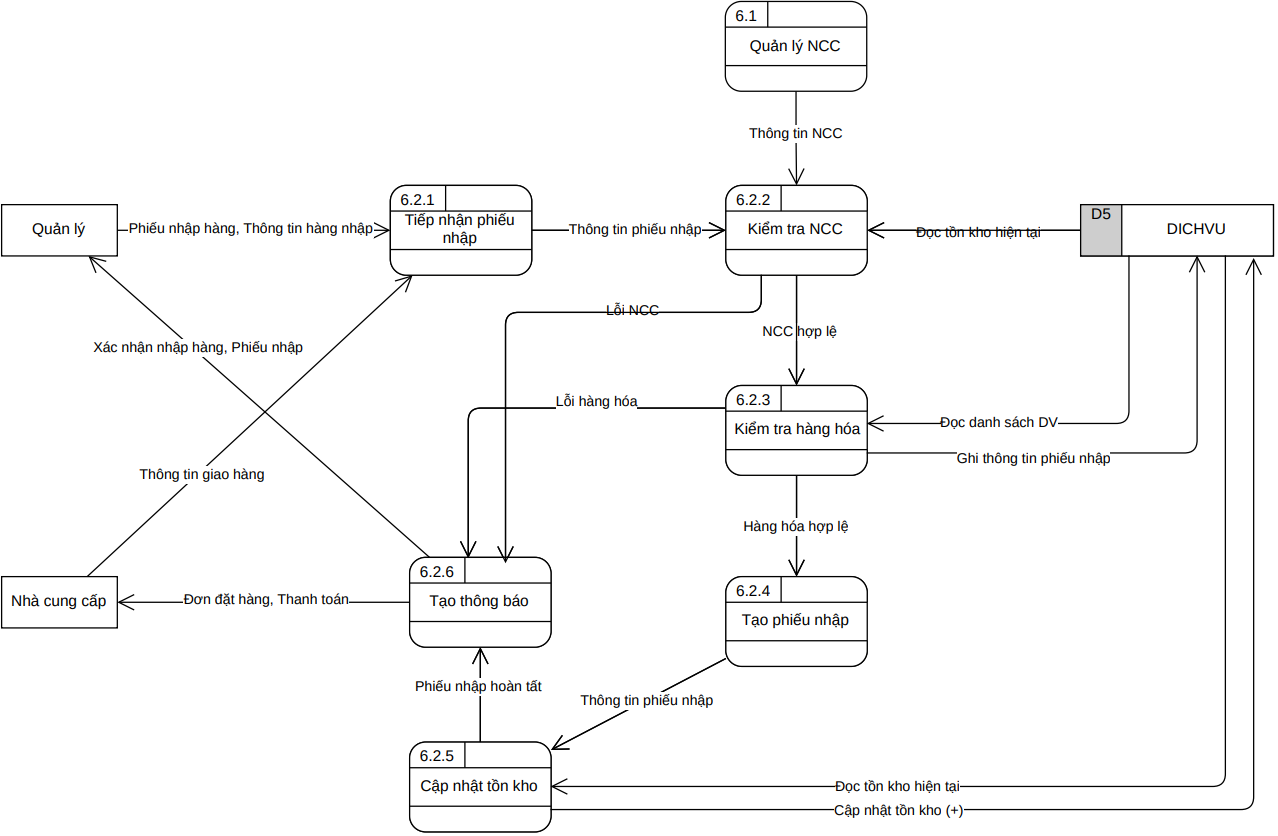 6.1
Quản lý NCC
Thông tin NCC
Quản lý
Phiếu nhập hàng, Thông tin hàng nhập
6.2.1
Tiếp nhận phiếu
nhập
Thông tin phiếu nhập
6.2.2
Kiểm tra NCC
Đọc tồn kho hiện tại
D5
DICHVU
Lỗi NCC
NCC hợp lệ
Xác nhận nhập hàng, Phiếu nhập
Lỗi hàng hóa
6.2.3
Kiểm tra hàng hóa
Đọc danh sách DV
Ghi thông tin phiếu nhập
Thông tin giao hàng
Hàng hóa hợp lệ
Nhà cung cấp
Đơn đặt hàng, Thanh toán
6.2.6
Tạo thông báo
6.2.4
Tạo phiếu nhập
Phiếu nhập hoàn tất
Thông tin phiếu nhập
6.2.5
Cập nhật tồn kho
Đọc tồn kho hiện tại
Cập nhật tồn kho (+)